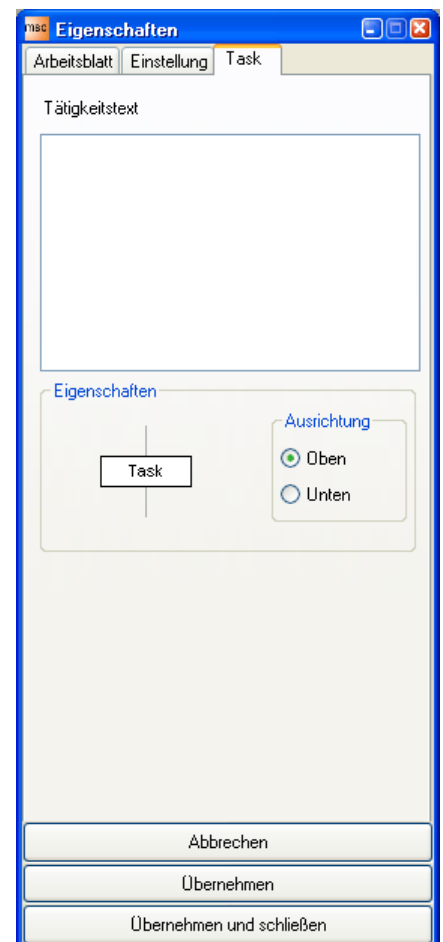 msc Eigenschaften
Arbeitsblatt Einstellung Task
Tätigkeitstext
Eigenschaften
Ausrichtung
Oben
Task
Unten
Abbrechen
Übernehmen
Übernehmen und schließen